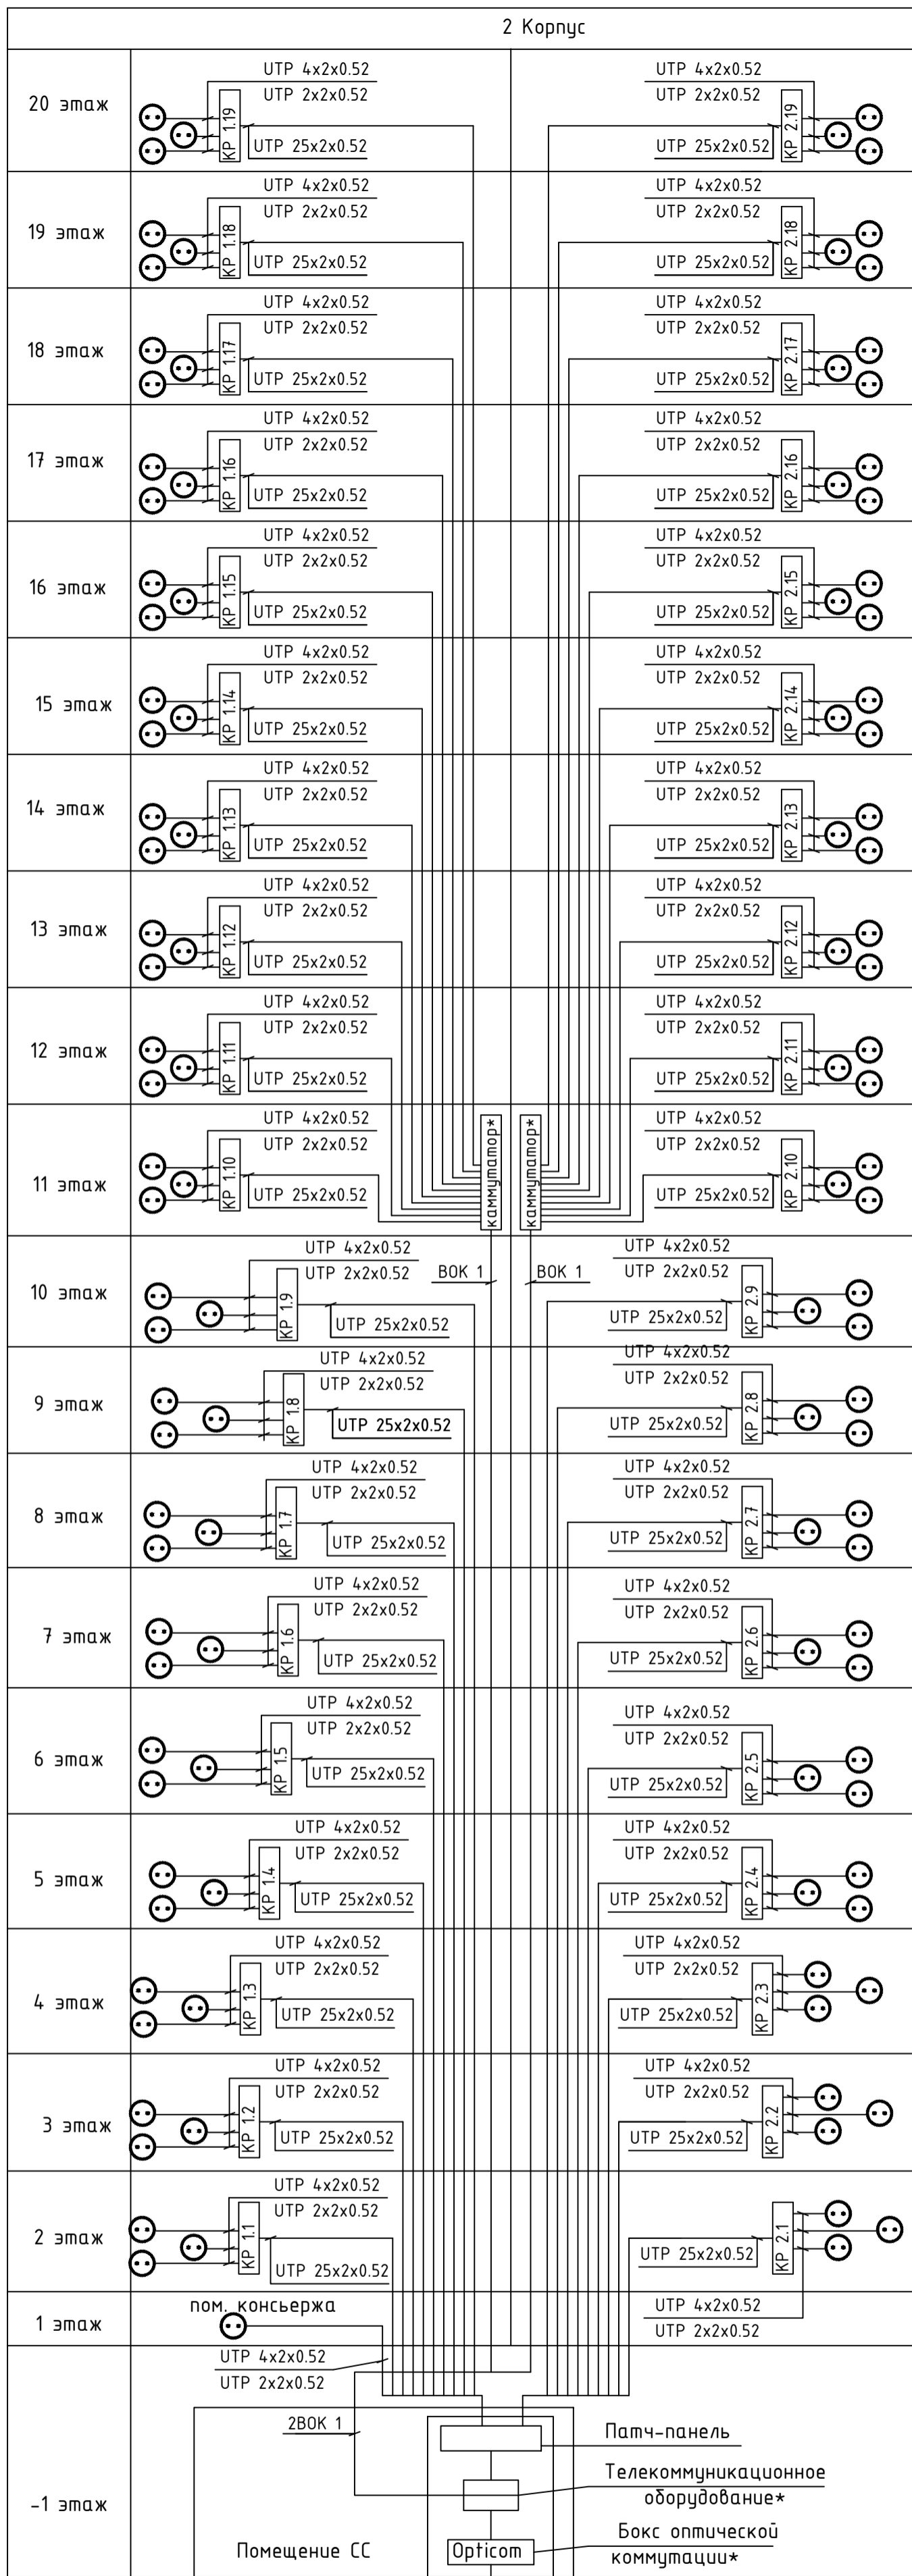 2 Корпус
20 этаж
UTP 4x2x0.52
UTP 2x2x0.52
КР 1.19
UTP 25x2x0.52
UTP 4x2x0.52
UTP 2x2x0.52
UTP 25x2x0.52
КР 2.19
19 этаж
UTP 4x2x0.52
UTP 2x2x0.52
КР 1.18
UTP 25x2x0.52
UTP 4x2x0.52
UTP 2x2x0.52
UTP 25x2x0.52
КР 2.18
18 этаж
UTP 4x2x0.52
UTP 2x2x0.52
КР 1.17
UTP 25x2x0.52
UTP 4x2x0.52
UTP 2x2x0.52
UTP 25x2x0.52
КР 2.17
17 этаж
UTP 4x2x0.52
UTP 2x2x0.52
КР 1.16
UTP 25x2x0.52
UTP 4x2x0.52
UTP 2x2x0.52
UTP 25x2x0.52
КР 2.16
16 этаж
UTP 4x2x0.52
UTP 2x2x0.52
КР 1.15
UTP 25x2x0.52
UTP 4x2x0.52
UTP 2x2x0.52
UTP 25x2x0.52
КР 2.15
15 этаж
UTP 4x2x0.52
UTP 2x2x0.52
КР 1.14
UTP 25x2x0.52
UTP 4x2x0.52
UTP 2x2x0.52
UTP 25x2x0.52
КР 2.14
14 этаж
UTP 4x2x0.52
UTP 2x2x0.52
КР 1.13
UTP 25x2x0.52
UTP 4x2x0.52
UTP 2x2x0.52
UTP 25x2x0.52
КР 2.13
13 этаж
UTP 4x2x0.52
UTP 2x2x0.52
КР 1.12
UTP 25x2x0.52
UTP 4x2x0.52
UTP 2x2x0.52
UTP 25x2x0.52
КР 2.12
12 этаж
UTP 4x2x0.52
UTP 2x2x0.52
КР 1.11
UTP 25x2x0.52
UTP 4x2x0.52
UTP 2x2x0.52
UTP 25x2x0.52
КР 2.11
11 этаж
UTP 4x2x0.52
UTP 2x2x0.52
КР 1.10
UTP 25x2x0.52
каммутатор*
каммутатор*
UTP 4x2x0.52
UTP 2x2x0.52
UTP 25x2x0.52
КР 2.10
10 этаж
UTP 4x2x0.52
UTP 2x2x0.52
КР 1.9
UTP 25x2x0.52
ВОК 1
ВОК 1
UTP 4x2x0.52
UTP 2x2x0.52
UTP 25x2x0.52
КР 2.9
9 этаж
UTP 4x2x0.52
UTP 2x2x0.52
КР 1.8
UTP 25x2x0.52
UTP 4x2x0.52
UTP 2x2x0.52
UTP 25x2x0.52
КР 2.8
8 этаж
UTP 4x2x0.52
UTP 2x2x0.52
КР 1.7
UTP 25x2x0.52
UTP 4x2x0.52
UTP 2x2x0.52
UTP 25x2x0.52
КР 2.7
7 этаж
UTP 4x2x0.52
UTP 2x2x0.52
КР 1.6
UTP 25x2x0.52
UTP 4x2x0.52
UTP 2x2x0.52
UTP 25x2x0.52
КР 2.6
6 этаж
UTP 4x2x0.52
UTP 2x2x0.52
КР 1.5
UTP 25x2x0.52
UTP 4x2x0.52
UTP 2x2x0.52
UTP 25x2x0.52
КР 2.5
5 этаж
UTP 4x2x0.52
UTP 2x2x0.52
КР 1.4
UTP 25x2x0.52
UTP 4x2x0.52
UTP 2x2x0.52
UTP 25x2x0.52
КР 2.4
4 этаж
UTP 4x2x0.52
UTP 2x2x0.52
КР 1.3
UTP 25x2x0.52
UTP 4x2x0.52
UTP 2x2x0.52
UTP 25x2x0.52
КР 2.3
3 этаж
UTP 4x2x0.52
UTP 2x2x0.52
КР 1.2
UTP 25x2x0.52
UTP 4x2x0.52
UTP 2x2x0.52
UTP 25x2x0.52
КР 2.2
2 этаж
UTP 4x2x0.52
UTP 2x2x0.52
КР 1.1
UTP 25x2x0.52
UTP 25x2x0.52
КР 2.1
1 этаж
пом. консьержа
UTP 4x2x0.52
UTP 2x2x0.52
UTP 4x2x0.52
UTP 2x2x0.52
-1 этаж
2ВОК 1
Патч-панель
Телекоммуникационное
оборудование*
Помещение СС
Opticom
Бокс оптической
коммутации*